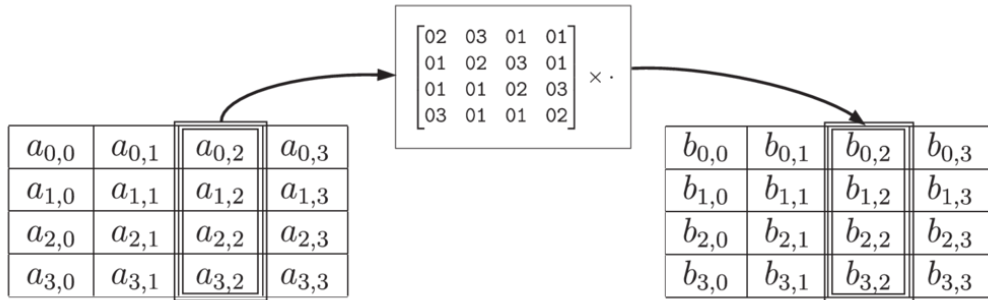 02 03 01 01
01 02 03 01
01 01 02 03
03 01 01 02
× ·
a0,0 a0,1 a0,2 a0,3
a1,0 a1,1 a1,2 a1,3
a2,0 a2,1 a2,2 a2,3
a3,0 a3,1 a3,2 a3,3
b0,0 b0,1 b0,2 b0,3
b1,0 b1,1 b1,2 b1,3
b2,0 b2,1 b2,2 b2,3
b3,0 b3,1 b3,2 b3,3